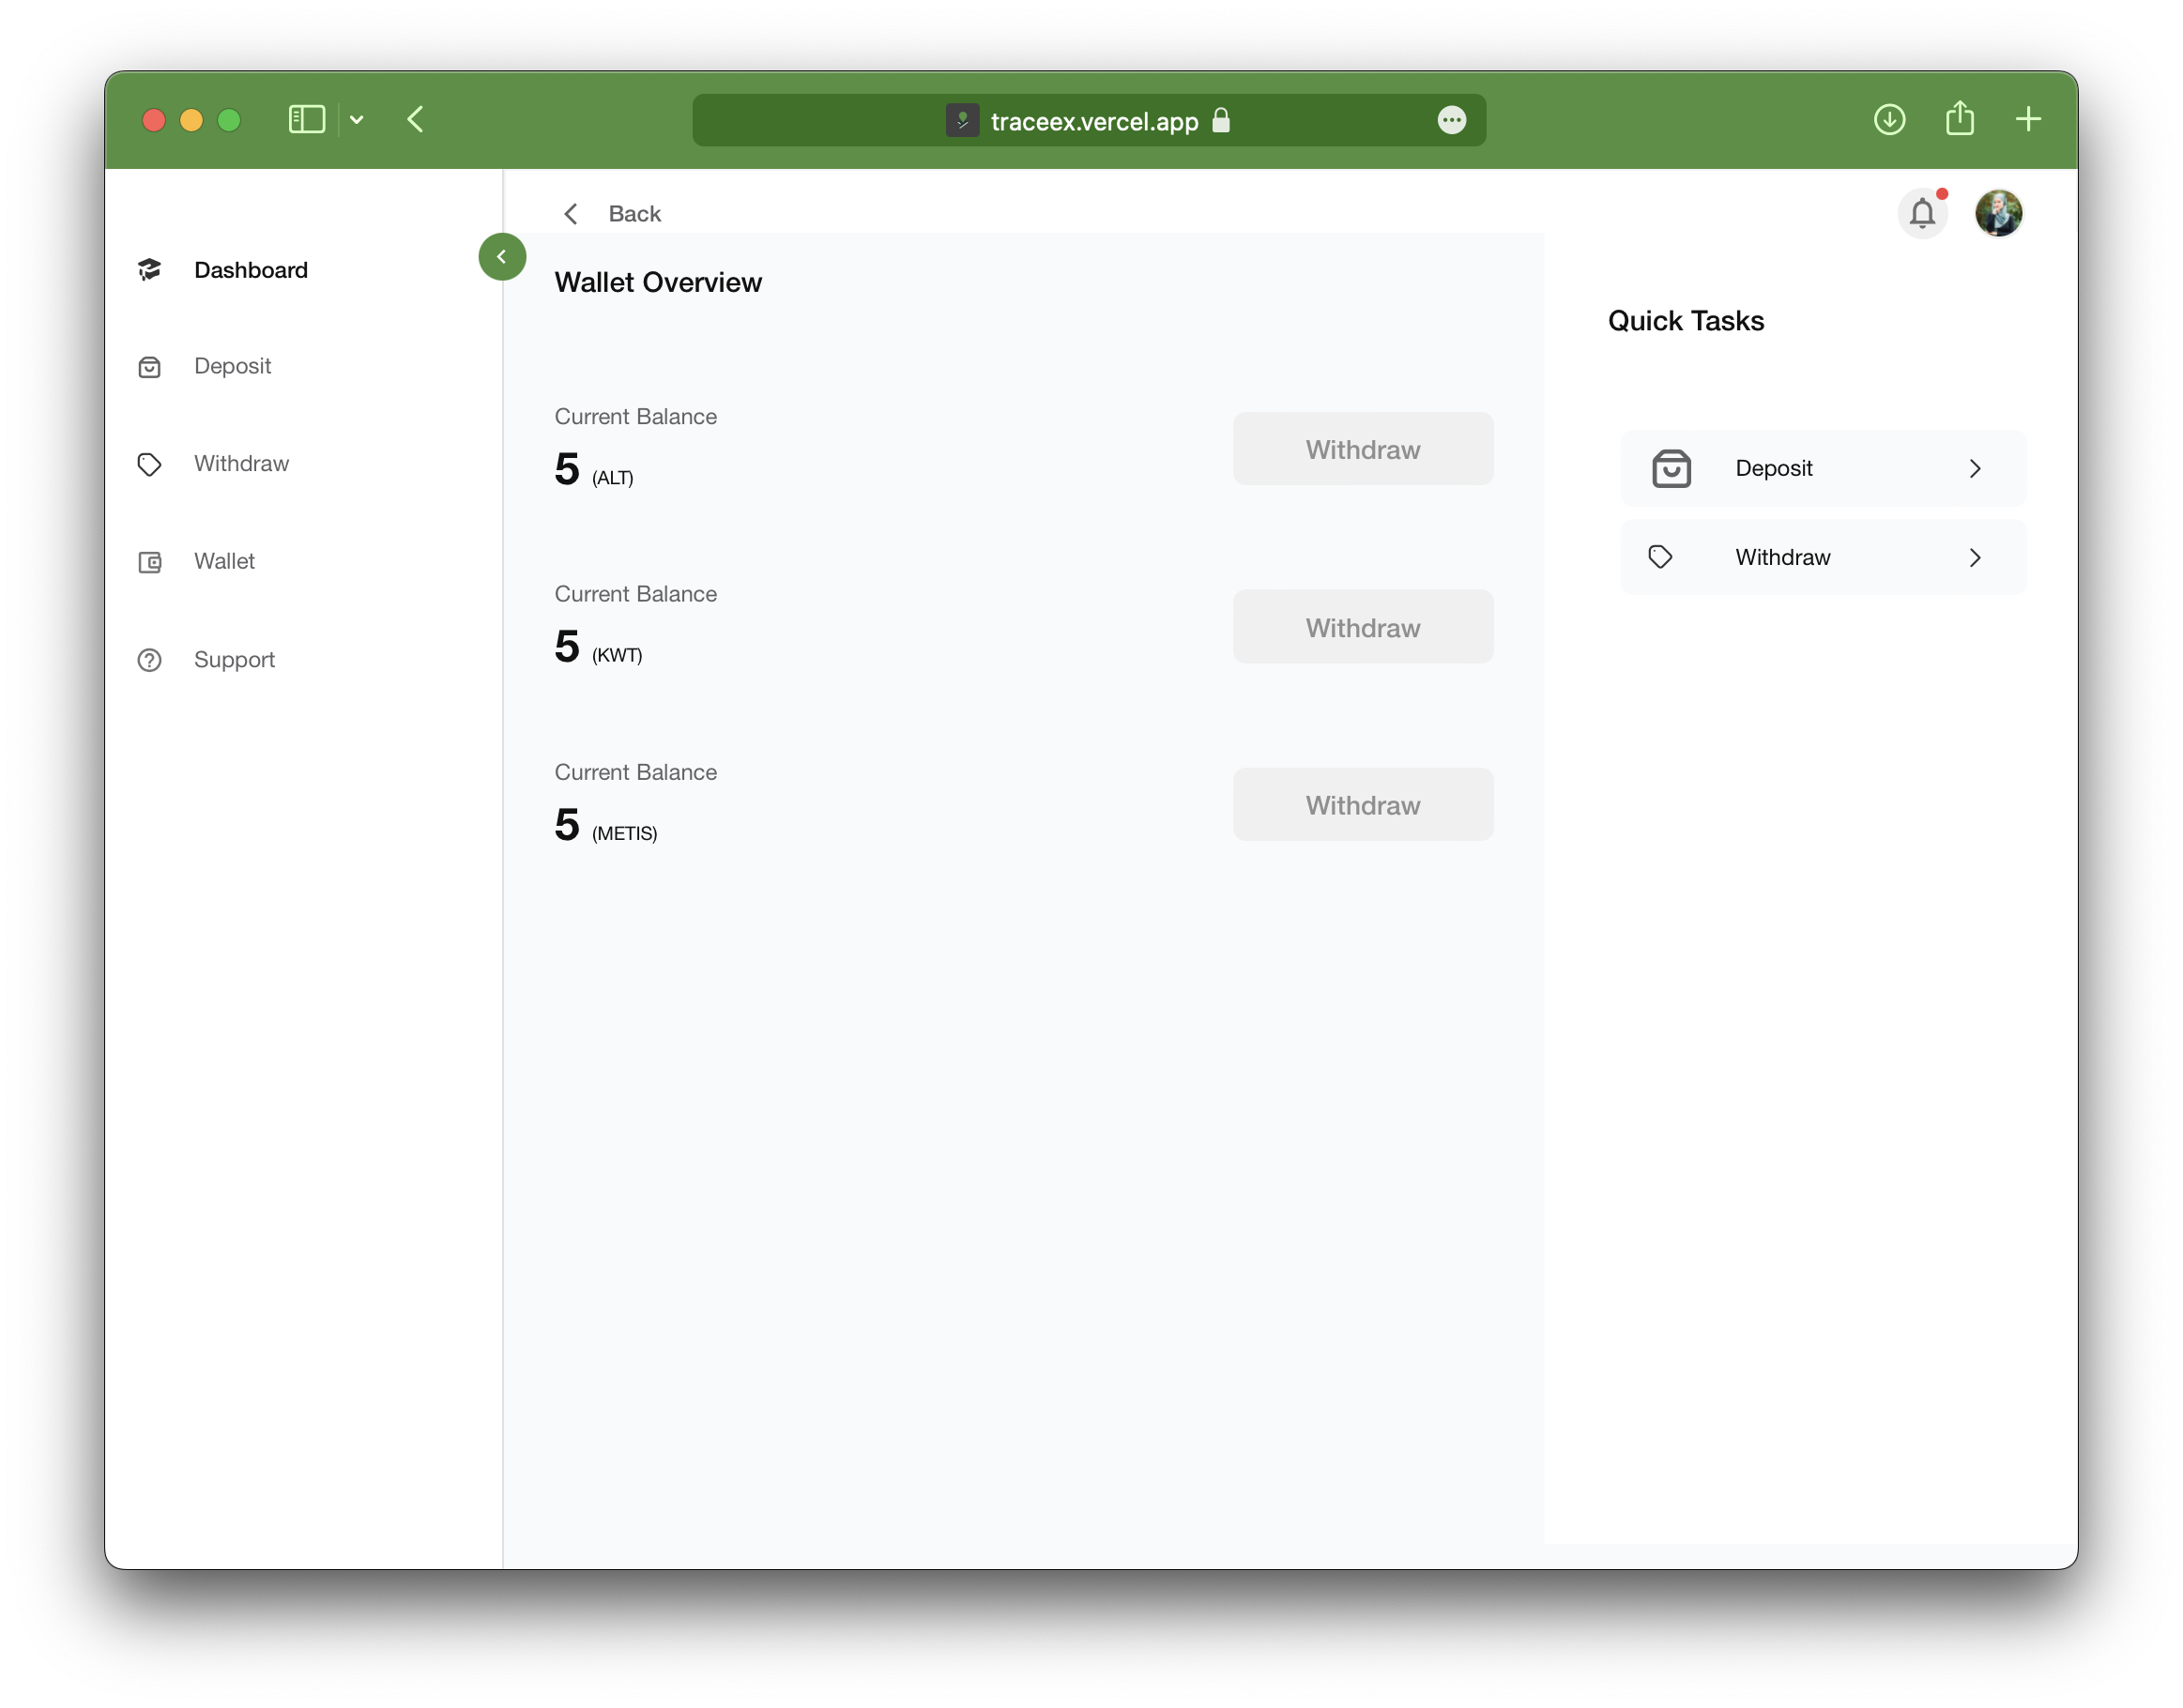 traceex.vercel.app
Back
Dashboard
Deposit
Withdraw
Wallet
Support
Wallet Overview
Current Balance
5 (ALT)
Withdraw
Current Balance
5 (KWT)
Withdraw
Current Balance
5 (METIS)
Withdraw
Quick Tasks
Deposit
Withdraw